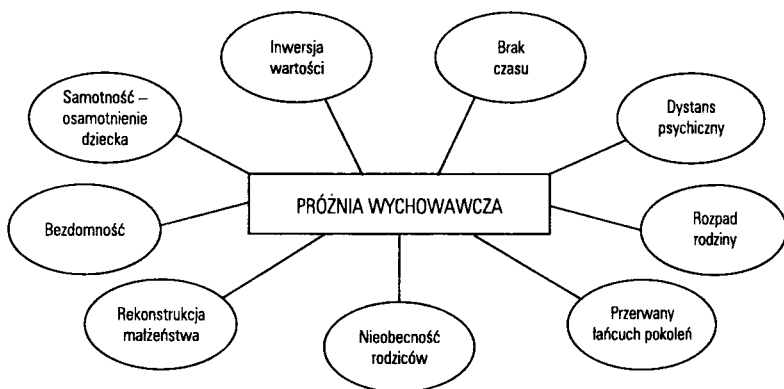 Inwersja
wartości
Brak
czasu
Samotność –
osamotnienie
dziecka
Dystans
psychiczny
PRÓŻNIA WYCHOWAWCZA
Bezdomność
Rozpad
rodziny
Rekonstrukcja
małżeństwa
Nieobecność
rodziców
Przerwany
łańcuch pokoleń